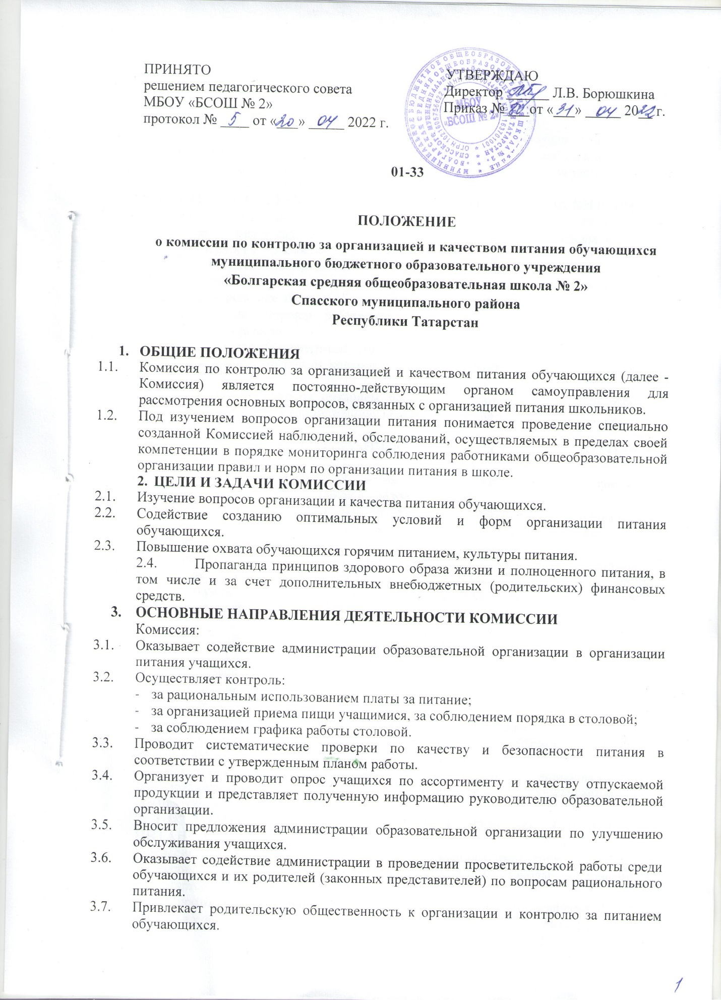 ПРИНЯТО
решением педагогического совета
МБОУ «БСОШ № 2»
протокол № 5 от «20» 04 2022 г.
УТВЕРЖДАЮ
Директор ______ Л.В. Борюшкина
Приказ № 80 от «31» 04 2022 г.
МБОУ
«БСОШ № 2»
01-33
ПОЛОЖЕНИЕ
о комиссии по контролю за организацией и качеством питания обучающихся
муниципального бюджетного образовательного учреждения
«Болгарская средняя общеобразовательная школа № 2»
Спасского муниципального района
Республики Татарстан
1. ОБЩИЕ ПОЛОЖЕНИЯ
1.1. Комиссия по контролю за организацией и качеством питания обучающихся (далее -
Комиссия) является постоянно-действующим органом самоуправления для
рассмотрения основных вопросов, связанных с организацией питания школьников.
1.2. Под изучением вопросов организации питания понимается проведение специально
созданной Комиссией наблюдений, обследований, осуществляемых в пределах своей
компетенции в порядке мониторинга соблюдения работниками общеобразовательной
организации правил и норм по организации питания в школе.
2. ЦЕЛИ И ЗАДАЧИ КОМИССИИ
2.1. Изучение вопросов организации и качества питания обучающихся.
2.2. Содействие созданию оптимальных условий и форм организации питания
обучающихся.
2.3. Повышение охвата обучающихся горячим питанием, культуры питания.
2.4. Пропаганда принципов здорового образа жизни и полноценного питания, в
том числе и за счет дополнительных внебюджетных (родительских) финансовых
средств.
3. ОСНОВНЫЕ НАПРАВЛЕНИЯ ДЕЯТЕЛЬНОСТИ КОМИССИИ
Комиссия:
3.1. Оказывает содействие администрации образовательной организации в организации
питания учащихся.
3.2. Осуществляет контроль:
- за рациональным использованием платы за питание;
- за организацией приема пищи учащимися, за соблюдением порядка в столовой;
- за соблюдением графика работы столовой.
3.3. Проводит систематические проверки по качеству и безопасности питания в
соответствии с утвержденным планом работы.
3.4. Организует и проводит опрос учащихся по ассортименту и качеству отпускаемой
продукции и представляет полученную информацию руководителю образовательной
организации.
3.5. Вносит предложения администрации образовательной организации по улучшению
обслуживания учащихся.
3.6. Оказывает содействие администрации в проведении просветительской работы среди
обучающихся и их родителей (законных представителей) по вопросам рационального
питания.
3.7. Привлекает родительскую общественность к организации и контролю за питанием
обучающихся.
1